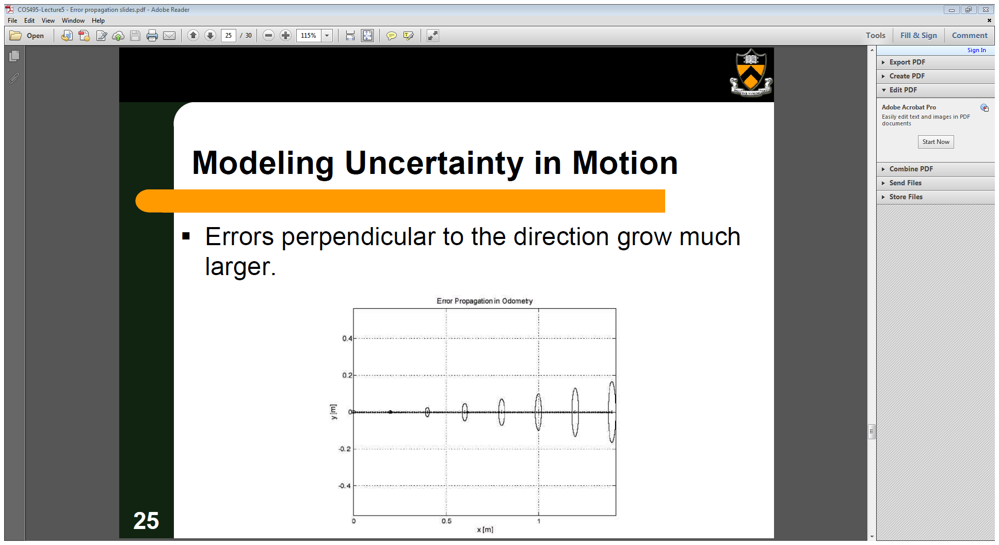 COS495-Lecture5 - Error propagation slides.pdf - Adobe Reader
File Edit View Window Help
Open 25 / 30 115% Tools Fill & Sign Comment
Sign In
Export PDF
Create PDF
Edit PDF
Adobe Acrobat Pro
Easily edit text and images in PDF
documents
Start Now
Combine PDF
Send Files
Store Files
Modeling Uncertainty in Motion
▪ Errors perpendicular to the direction grow much
larger.
Error Propagation in Odometry
0.4
0.2
0
-0.2
-0.4
y [m]
0 0.5 1
x [m]
25